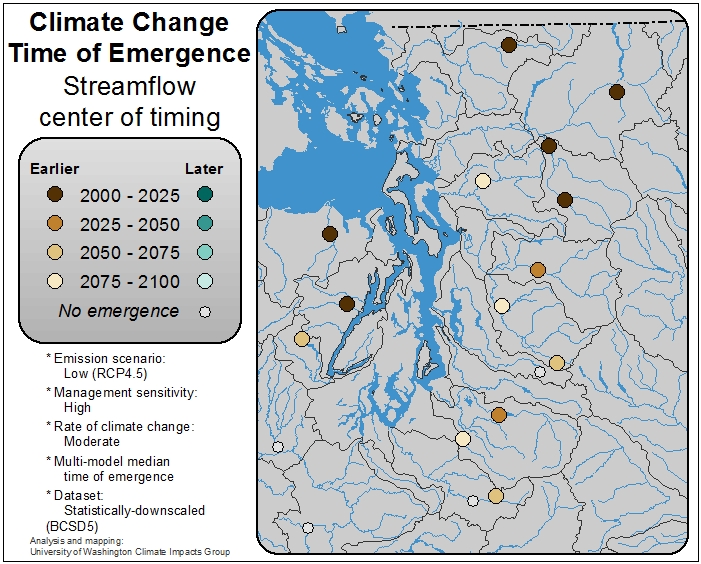 Climate Change
Time of Emergence
Streamflow
center of timing
Earlier Later
2000 - 2025
2025 - 2050
2050 - 2075
2075 - 2100
No emergence
* Emission scenario:
Low (RCP4.5)
* Management sensitivity:
High
* Rate of climate change:
Moderate
* Multi-model median
time of emergence
* Dataset:
Statistically-downscaled
(BCSD5)
Analysis and mapping:
University of Washington Climate Impacts Group